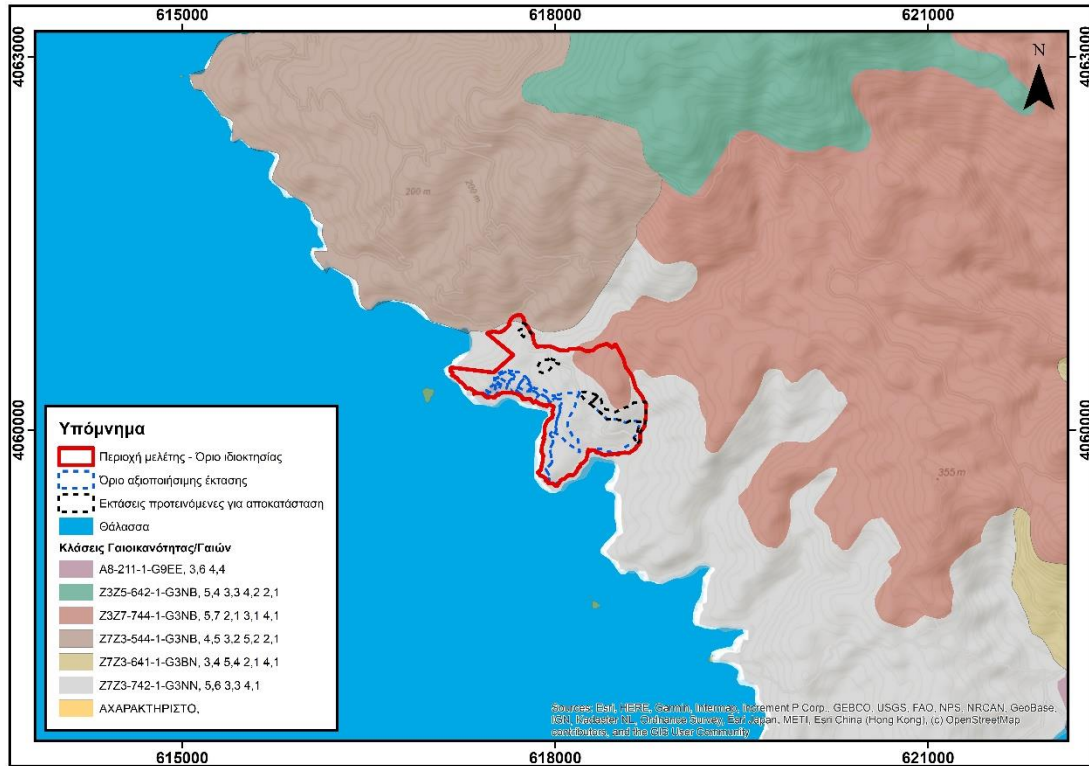 615000 618000 621000
4063000 4063000
N
200 m 200 m
4060000 4060000
355 m
Υπόμνημα
Περιοχή μελέτης - Όριο ιδιοκτησίας
Όριο αξιοποιήσιμης έκτασης
Εκτάσεις προτεινόμενες για αποκατάσταση
Θάλασσα
Κλάσεις Γαιοικανότητας/Γαιών
A8-211-1-G9EE, 3,6 4,4
Z3Z5-642-1-G3NB, 5,4 3,3 4,2 2,1
Z3Z7-744-1-G3NB, 5,7 2,1 3,1 4,1
Z7Z3-544-1-G3NB, 4,5 3,2 5,2 2,1
Z7Z3-641-1-G3BN, 3,4 5,4 2,1 4,1
Z7Z3-742-1-G3NN, 5,6 3,3 4,1
ΑΧΑΡΑΚΤΗΡΙΣΤΟ,
Sources: Esri, HERE, Garmin, Intermap, increment P Corp., GEBCO, USGS, FAO, NPS, NRCAN, GeoBase,
IGN, Kadaster NL, Ordnance Survey, Esri Japan, METI, Esri China (Hong Kong), (c) OpenStreetMap
contributors, and the GIS User Community
615000 618000 621000